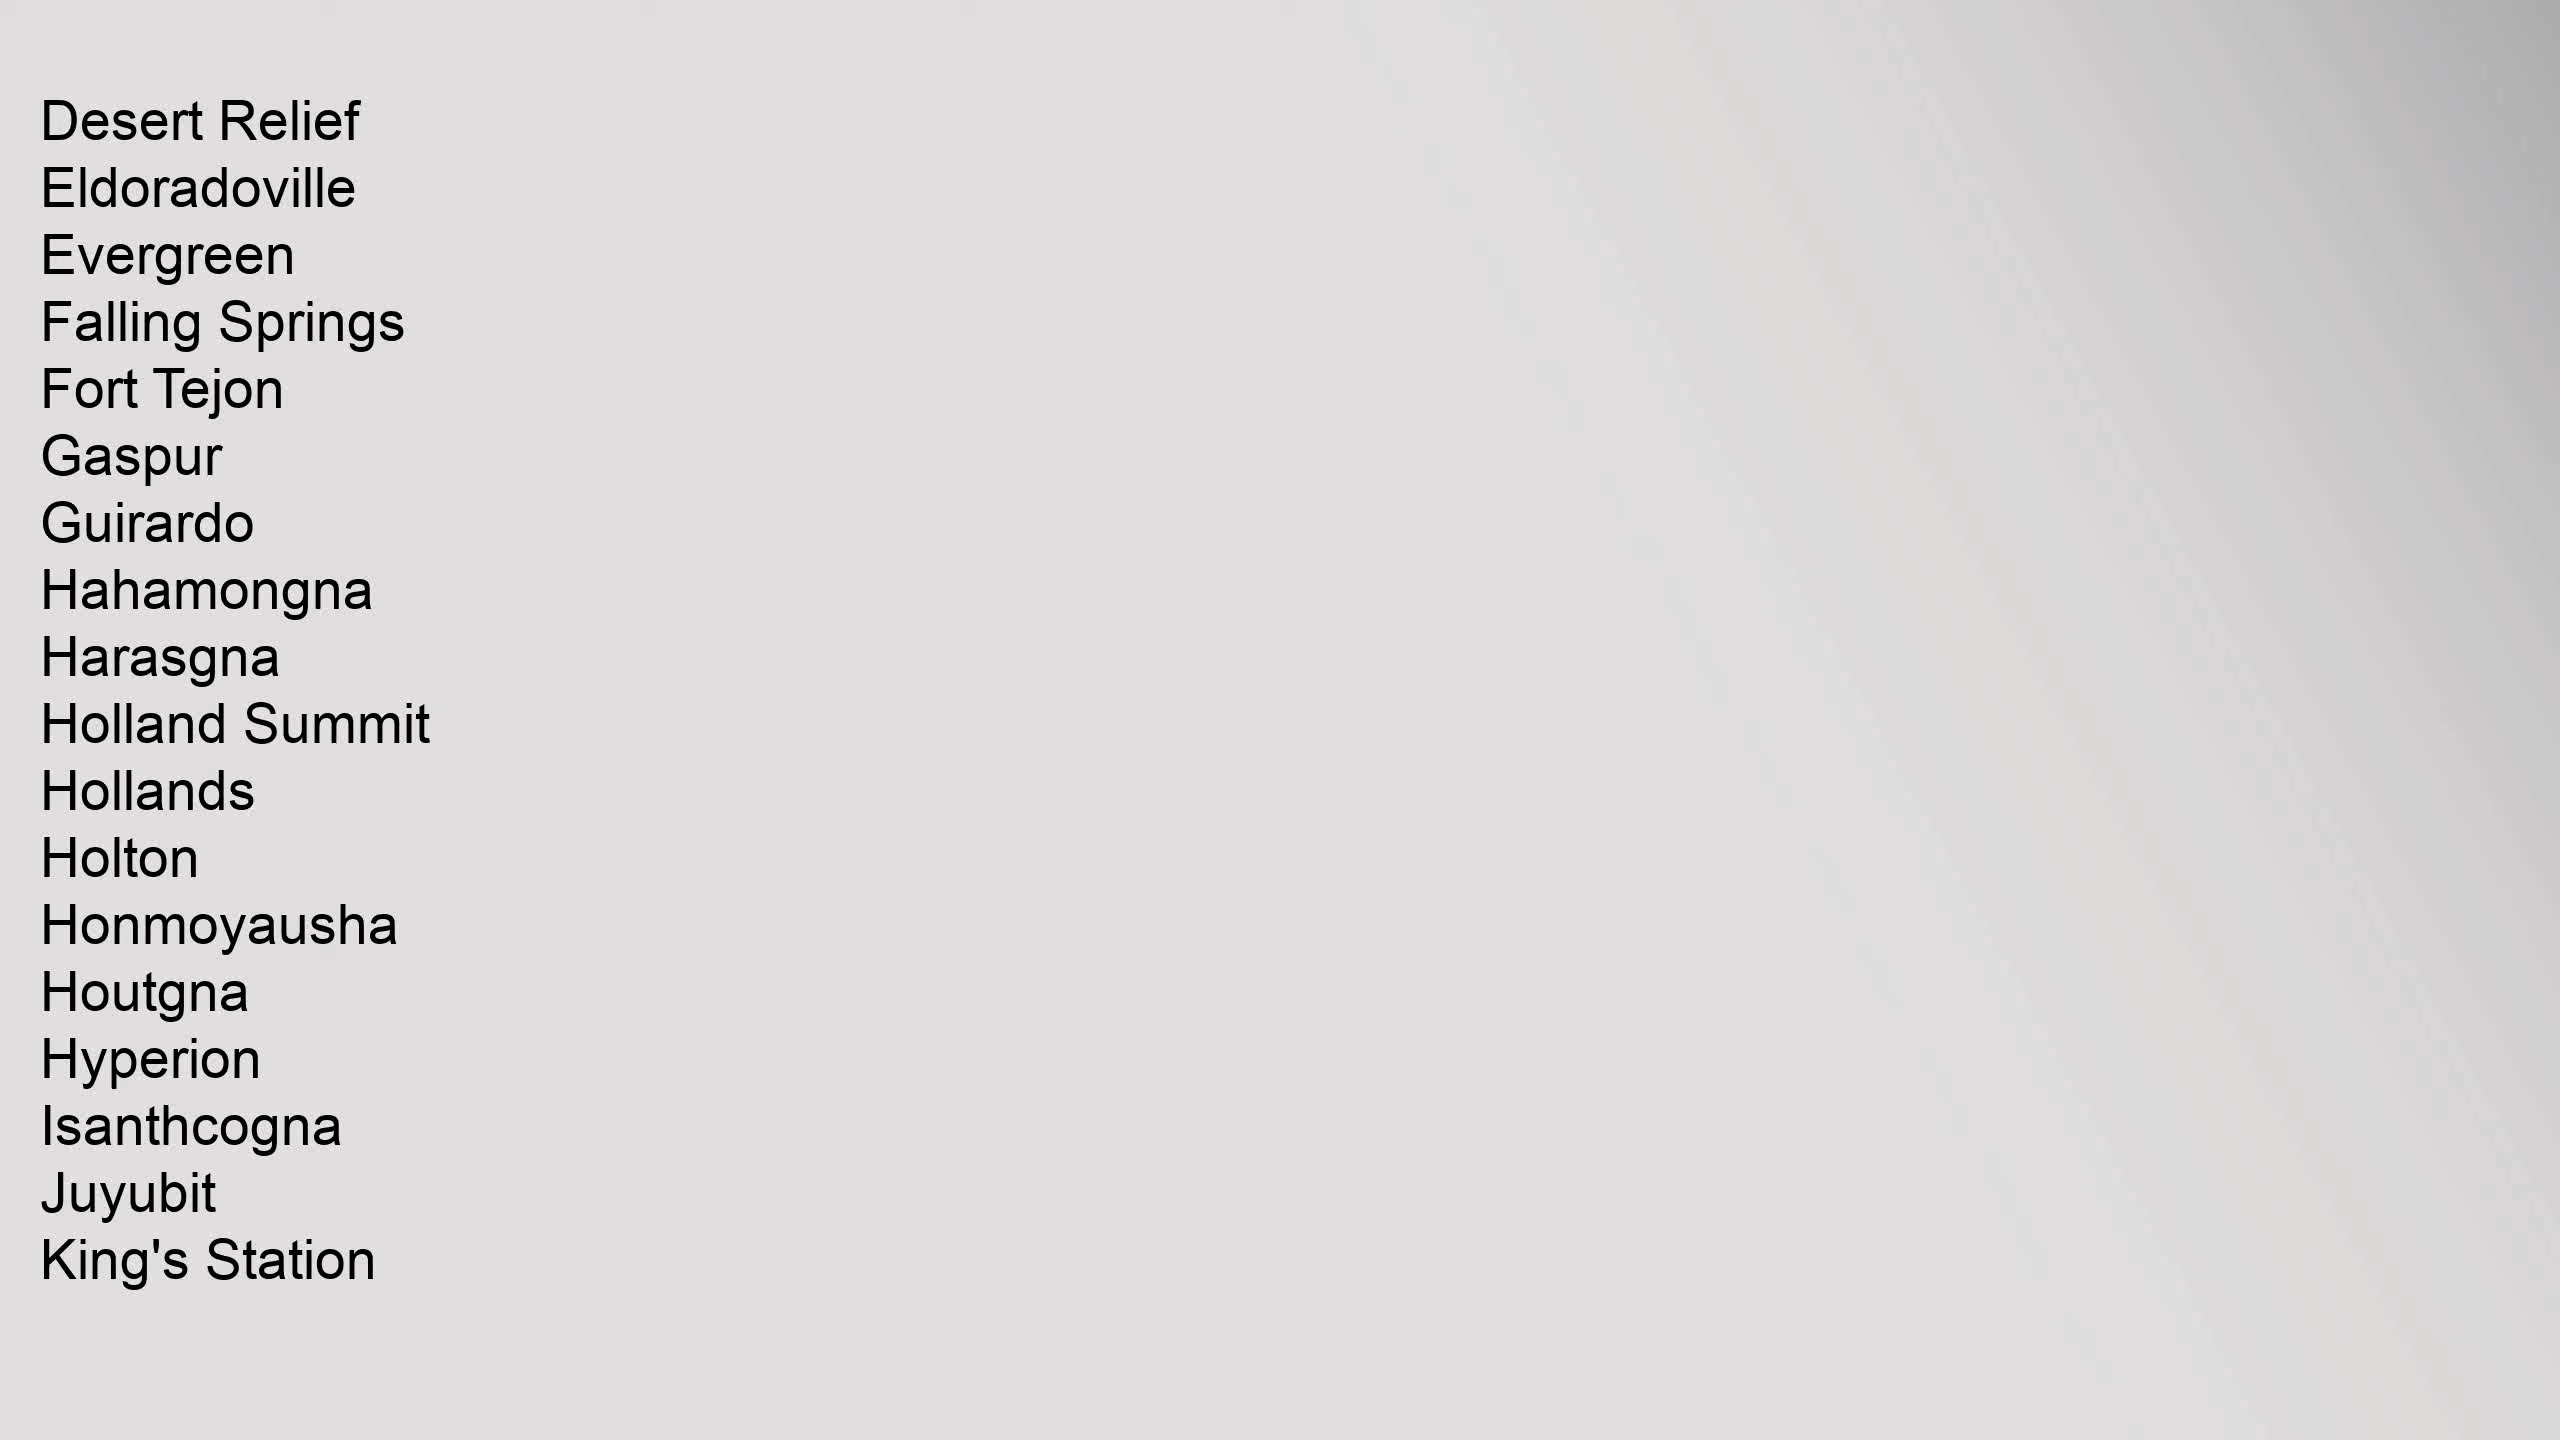 Desert Relief
Eldoradoville
Evergreen
Falling Springs
Fort Tejon
Gaspur
Guirardo
Hahamongna
Harasgna
Holland Summit
Hollands
Holton
Honmoyausha
Houtgna
Hyperion
Isanthcogna
Juyubit
King's Station